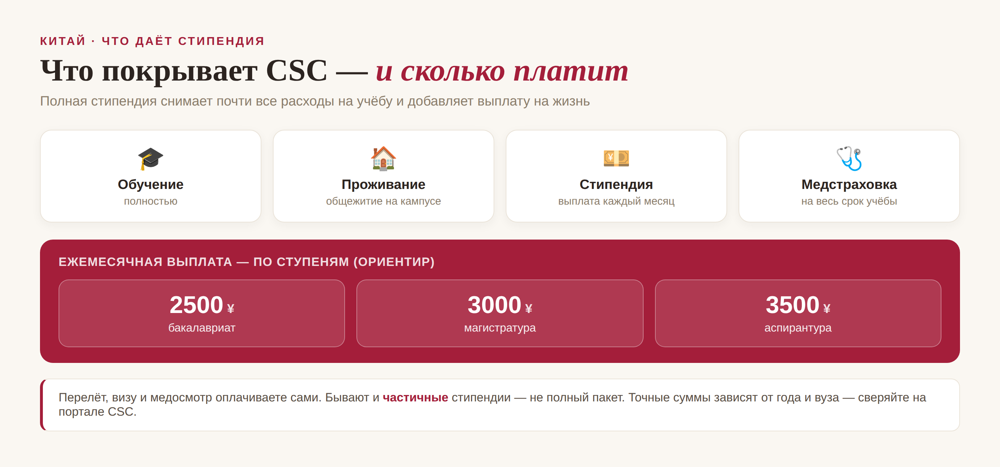 КИТАЙ · ЧТО ДАЁТ СТИПЕНДИЯ
Что покрывает CSC — и сколько платит
Полная стипендия снимает почти все расходы на учёбу и добавляет выплату на жизнь
Обучение
полностью
Проживание
общежитие на кампусе
Стипендия
выплата каждый месяц
Медстраховка
на весь срок учёбы
ЕЖЕМЕСЯЧНАЯ ВЫПЛАТА — ПО СТУПЕНЯМ (ОРИЕНТИР)
2500 ¥
бакалавриат
3000 ¥
магистратура
3500 ¥
аспирантура
Перелёт, визу и медосмотр оплачиваете сами. Бывают и частичные стипендии — не полный пакет. Точные суммы зависят от года и вуза — сверяйте на
портале CSC.